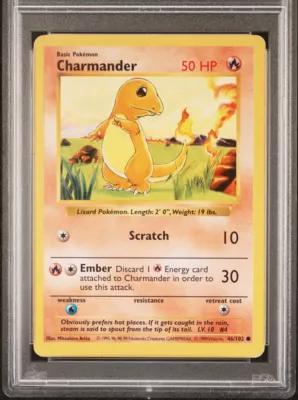 Basic Pokémon
Charmander 50 HP
Lizard Pokémon. Length: 2' 0", Weight: 19 lbs.
Scratch 10
Ember Discard 1 Energy card
attached to Charmander in order to
use this attack. 30
weakness resistance retreat cost
Obviously prefers hot places. If it gets caught in the rain,
steam is said to spout from the tip of its tail. LV. 10 #4
Illus. Mitsuhiro Arita 46/102